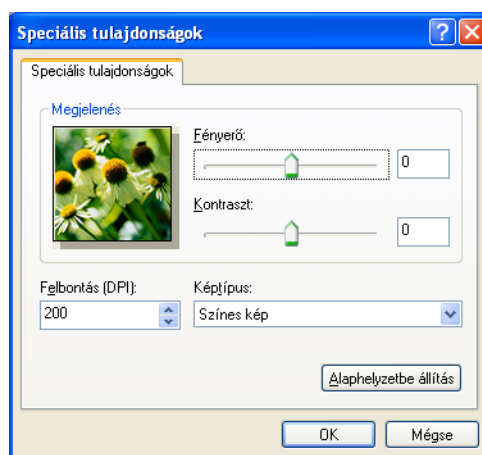 Speciális tulajdonságok
Speciális tulajdonságok
Megjelenés
Fényerő:
0
Kontraszt:
0
Felbontás (DPI):
Képtípus:
200
Színes kép
Alaphelyzetbe állítás
OK
Mégse